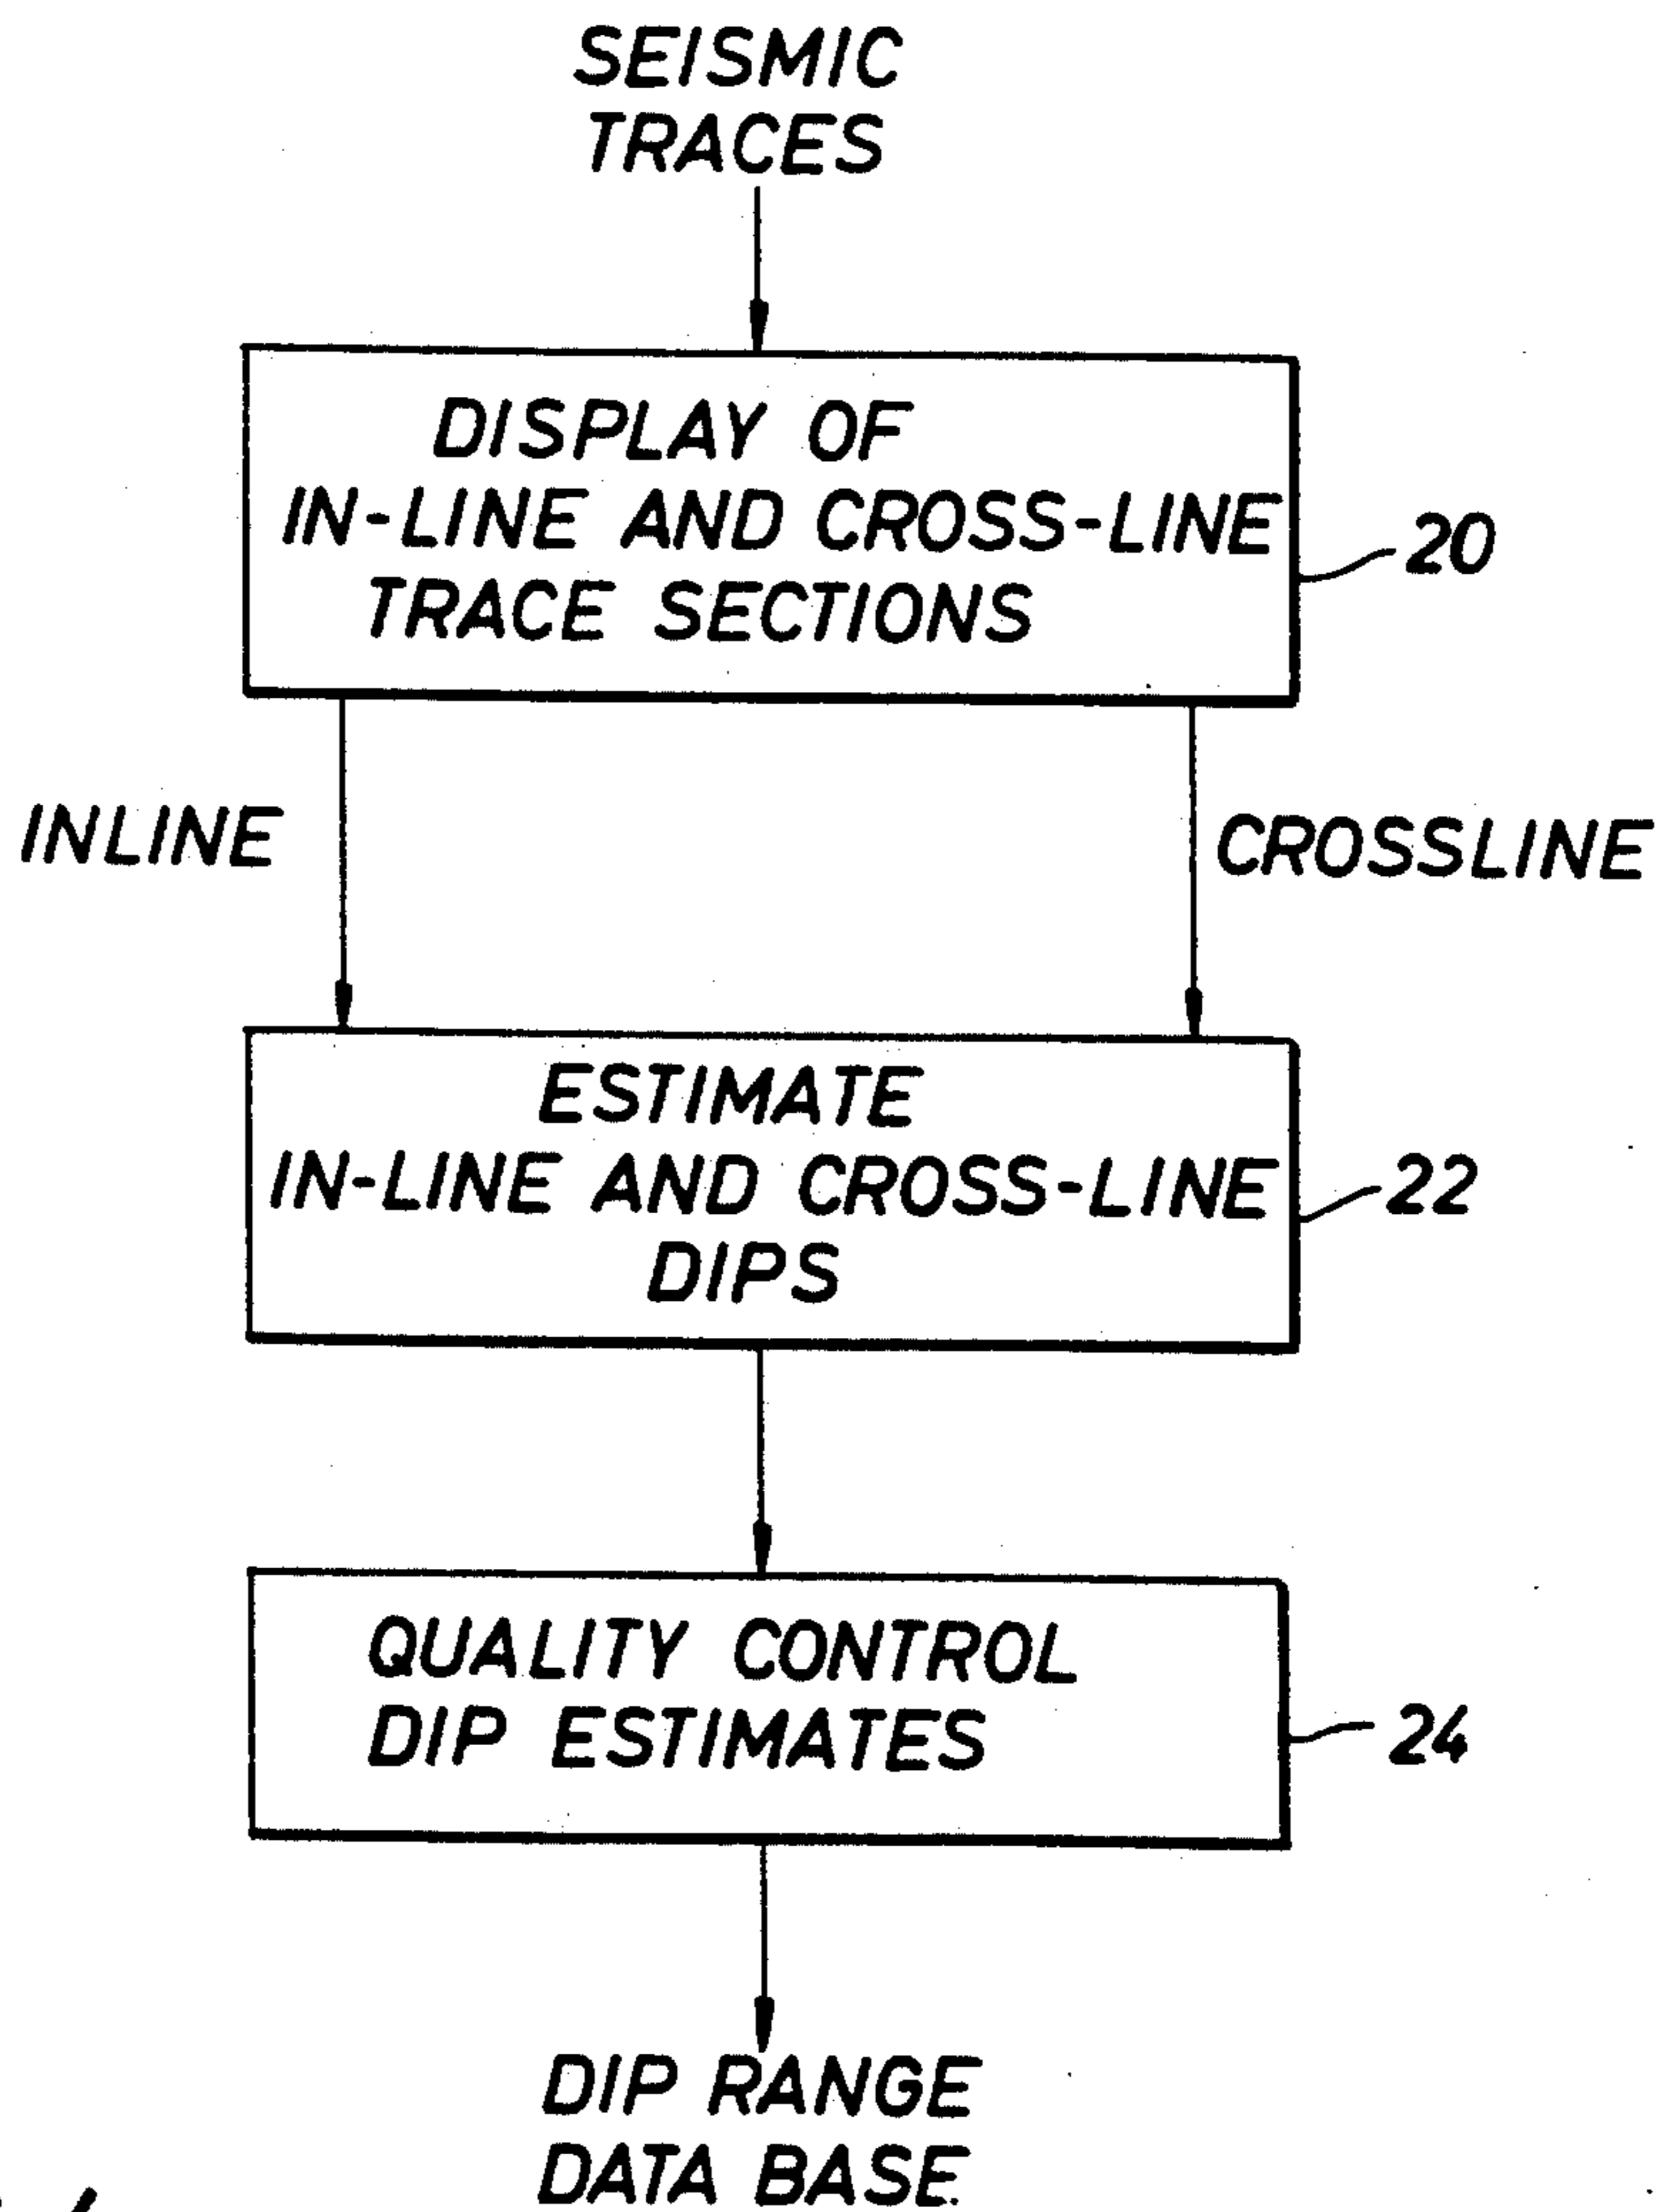 SEISMIC
TRACES
DISPLAY OF
IN-LINE AND CROSS-LINE
TRACE SECTIONS
20
INLINE
CROSSLINE
ESTIMATE
IN-LINE AND CROSS-LINE
DIPS
22
QUALITY CONTROL
DIP ESTIMATES
24
DIP RANGE
DATA BASE